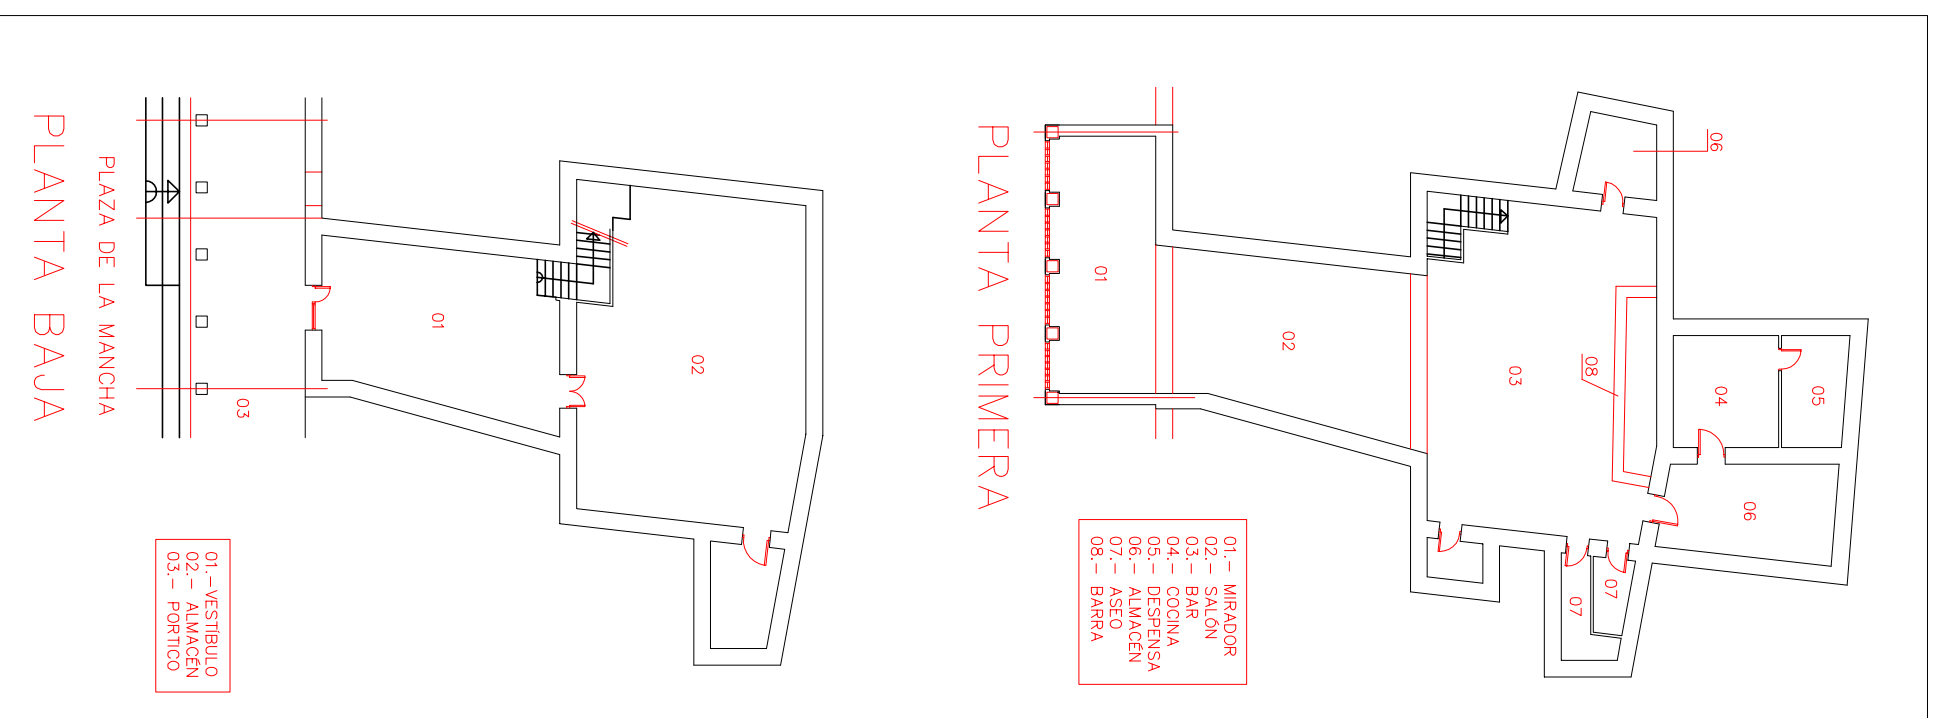 PLANTA PRIMERA
06
01
02
03
08
04
05
06
07
07
01.- MIRADOR
02.- SALÓN
03.- BAR
04.- COCINA
05.- DESPENSA
06.- ALMACÉN
07.- ASEO
08.- BARRA
PLANTA BAJA
PLAZA DE LA MANCHA
03
01
02
01.-VESTÍBULO
02.- ALMACÉN
03.- PORTICO